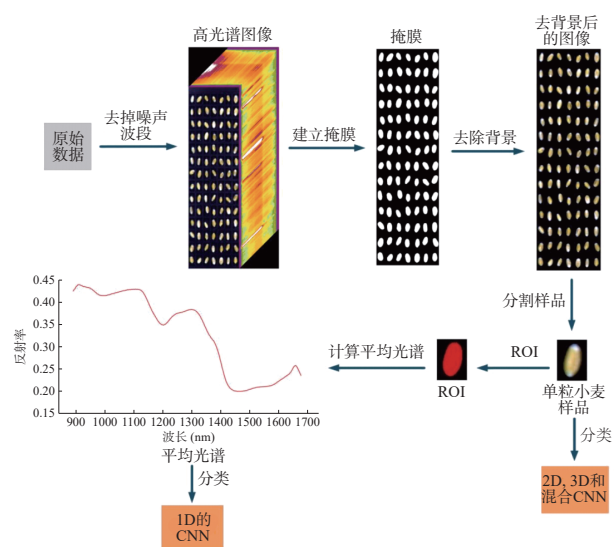 高光谱图像
掩膜
去背景后
的图像
原始
数据
去掉噪声
波段
建立掩膜
去除背景
分割样品
ROI
ROI
单粒小麦
样品
计算平均光谱
0.45
0.40
0.35
0.30
0.25
0.20
0.15
反射率
900 1000 1100 1200 1300 1400 1500 1600 1700
波长 (nm)
平均光谱
分类
1D的
CNN
分类
2D, 3D和
混合CNN